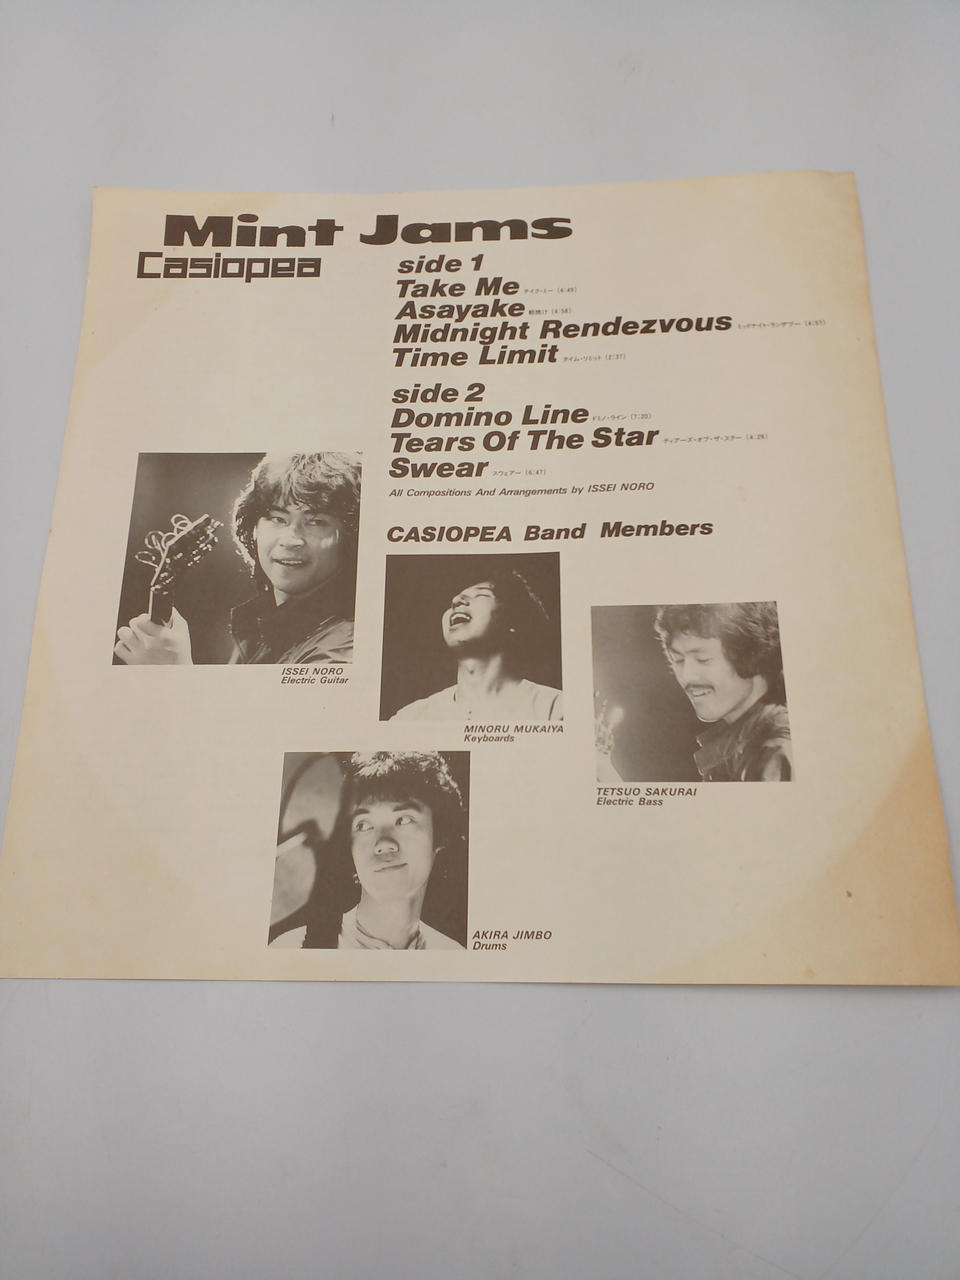 Mint Jams
Casiopea
side 1
Take Me テイク・ミー (4:49)
Asayake 朝焼け (4:58)
Midnight Rendezvous ミッドナイト・ランデブー (4:57)
Time Limit タイム・リミット (2:37)
side 2
Domino Line ドミノ・ライン (7:20)
Tears Of The Star ティアーズ・オブ・ザ・スター (4:28)
Swear スウェアー (6:47)
All Compositions And Arrangements by ISSEI NORO
CASIOPEA Band Members
ISSEI NORO
Electric Guitar
MINORU MUKAIYA
Keyboards
TETSUO SAKURAI
Electric Bass
AKIRA JIMBO
Drums